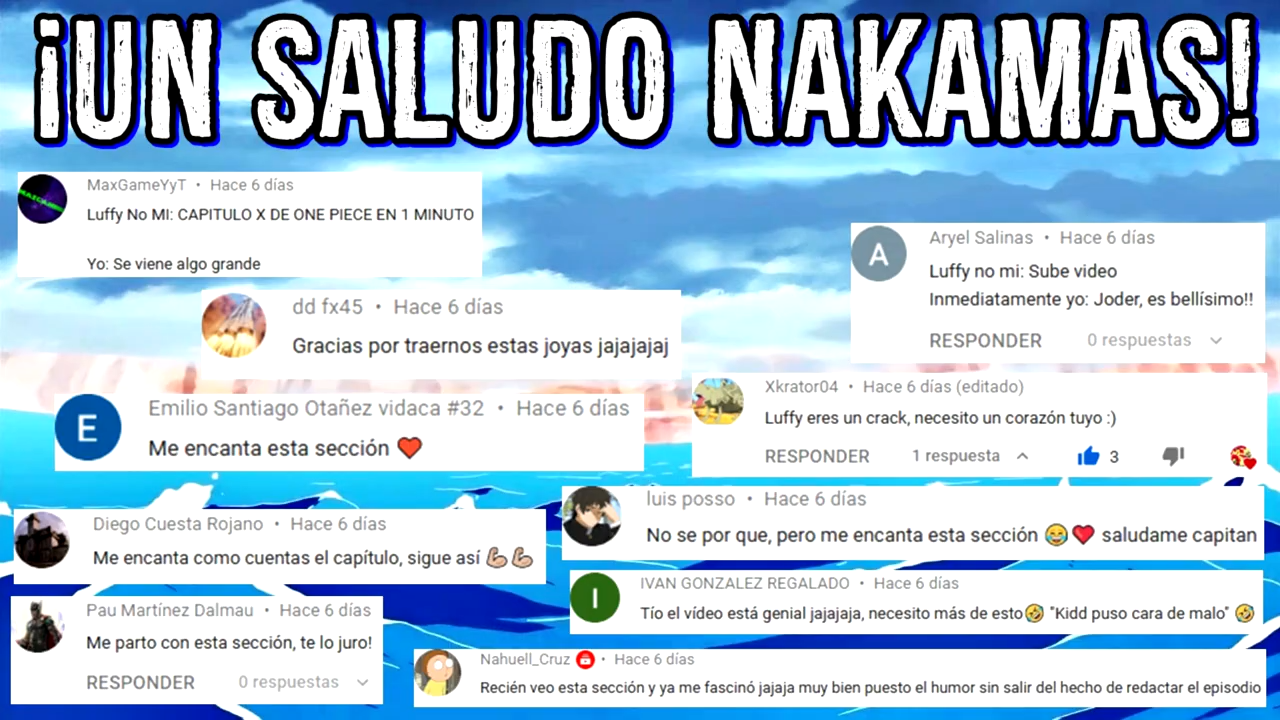 ¡UN SALUDO NAKAMAS!
MaxGameYyT • Hace 6 días
Luffy No MI: CAPITULO X DE ONE PIECE EN 1 MINUTO
Yo: Se viene algo grande
Aryel Salinas • Hace 6 días
A
Luffy no mi: Sube video
Inmediatamente yo: Joder, es bellísimo!!
RESPONDER 0 respuestas
dd fx45 • Hace 6 días
Gracias por traernos estas joyas jajajajaj
Xkrator04 • Hace 6 días (editado)
Luffy eres un crack, necesito un corazón tuyo :)
RESPONDER 1 respuesta 3
Emilio Santiago Otañez vidaca #32 • Hace 6 días
E
Me encanta esta sección ❤
luis posso • Hace 6 días
No se por que, pero me encanta esta sección 😂❤ saludame capitan
Diego Cuesta Rojano • Hace 6 días
Me encanta como cuentas el capítulo, sigue así 💪🏼💪🏼
IVAN GONZALEZ REGALADO • Hace 6 días
I
Tío el vídeo está genial jajajaja, necesito más de esto🤣 "Kidd puso cara de malo" 🤣
Pau Martínez Dalmau • Hace 6 días
Me parto con esta sección, te lo juro!
RESPONDER 0 respuestas
Nahuell_Cruz • Hace 6 días
Recién veo esta sección y ya me fascinó jajaja muy bien puesto el humor sin salir del hecho de redactar el episodio